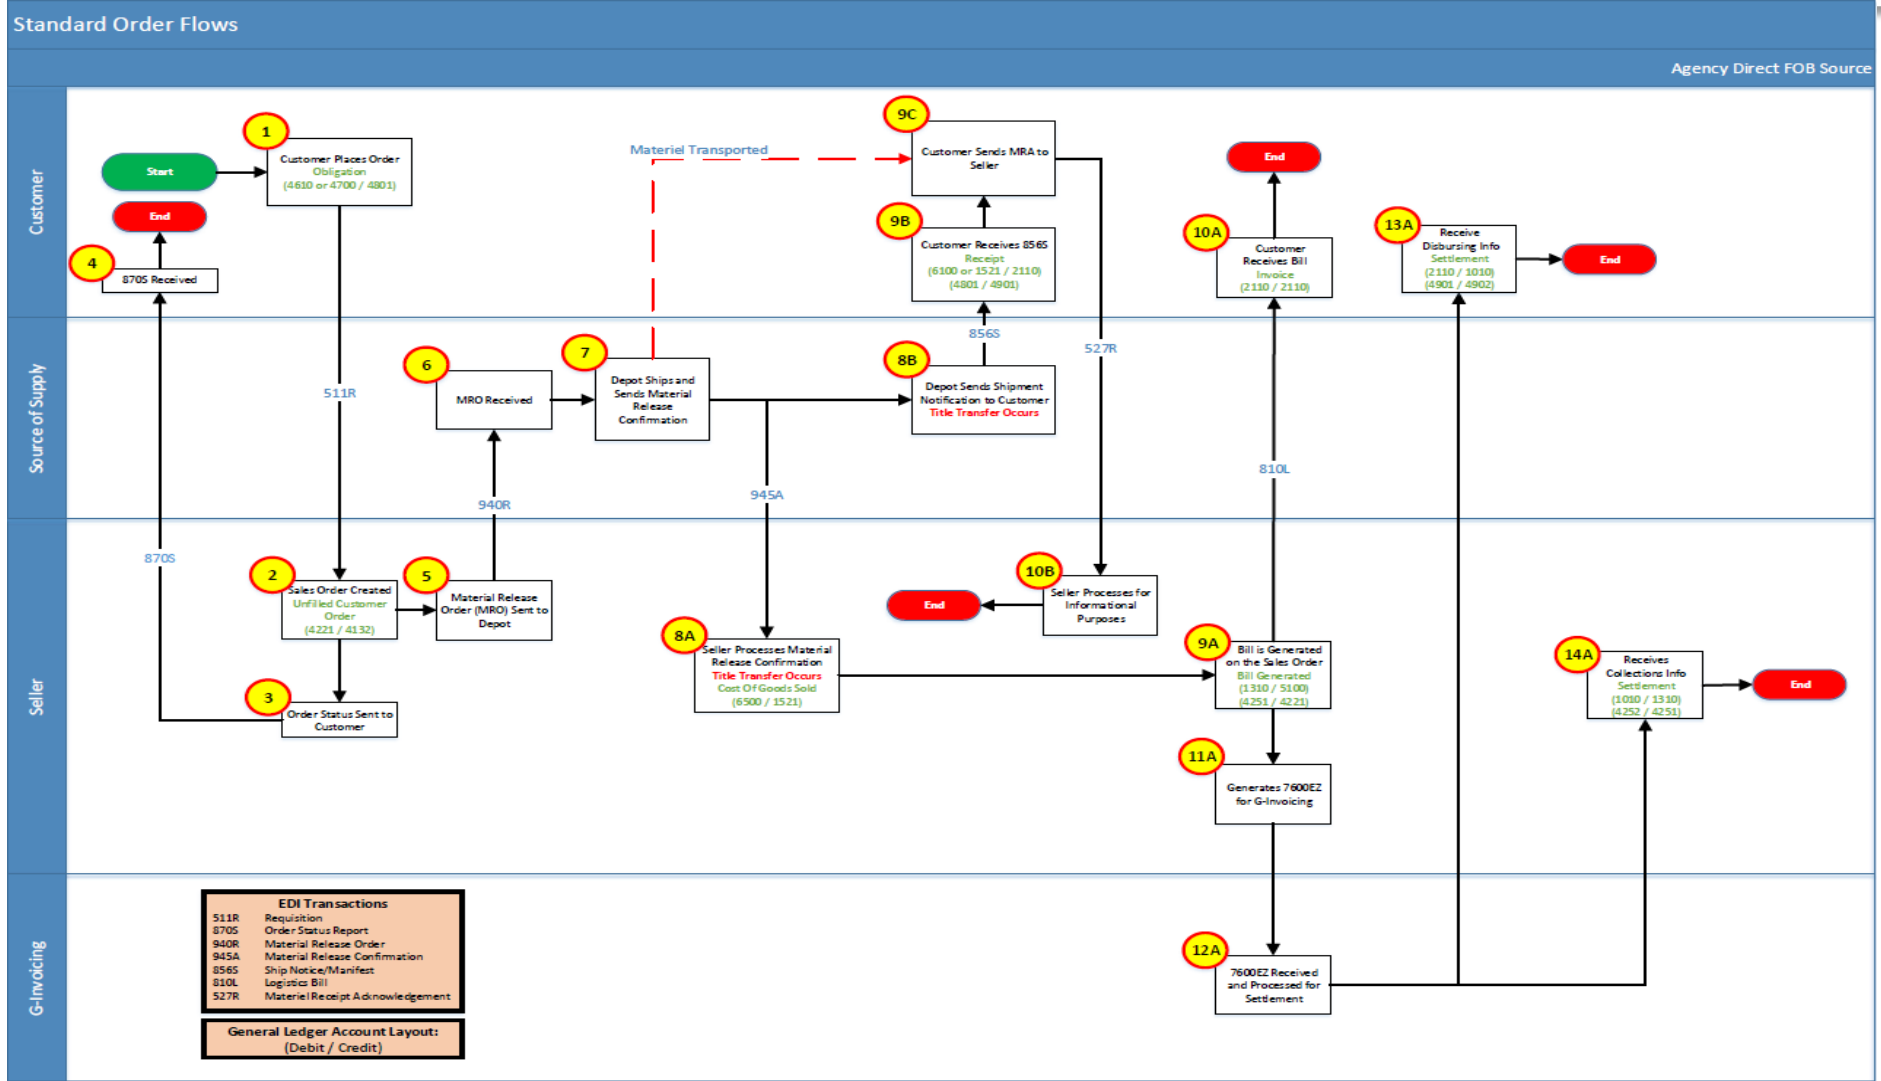 Standard Order Flows
Agency Direct FOB Source
Customer
Start
1
Customer Places Order
Obligation
(4610 or 4700 / 4801)
End
4
870S Received
Materiel Transported
9C
Customer Sends MRA to
Seller
9B
Customer Receives 856S
Receipt
(6100 or 1521 / 2110)
(4801 / 4901)
End
10A
Customer
Receives Bill
Invoice
(2110 / 2110)
13A
Receive
Disbursing Info
Settlement
(2110 / 1010)
(4901 / 4902)
End
Source of Supply
511R
6
MRO Received
7
Depot Ships and
Sends Material
Release
Confirmation
856S
8B
Depot Sends Shipment
Notification to Customer
Title Transfer Occurs
527R
810L
940R
945A
Seller
870S
2
Sales Order Created
Unfilled Customer
Order
(4221 / 4132)
5
Material Release
Order (MRO) Sent to
Depot
3
Order Status Sent to
Customer
8A
Seller Processes Material
Release Confirmation
Title Transfer Occurs
Cost Of Goods Sold
(6500 / 1521)
End
10B
Seller Processes for
Informational
Purposes
9A
Bill is Generated
on the Sales Order
Bill Generated
(1310 / 5100)
(4251 / 4221)
11A
Generates 7600EZ
for G-Invoicing
14A
Receives
Collections Info
Settlement
(1010 / 1310)
(4252 / 4251)
End
G-Invoicing
EDI Transactions
511R Requisition
870S Order Status Report
940R Material Release Order
945A Material Release Confirmation
856S Ship Notice/Manifest
810L Logistics Bill
527R Materiel Receipt Acknowledgement
General Ledger Account Layout:
(Debit / Credit)
12A
7600EZ Received
and Processed for
Settlement